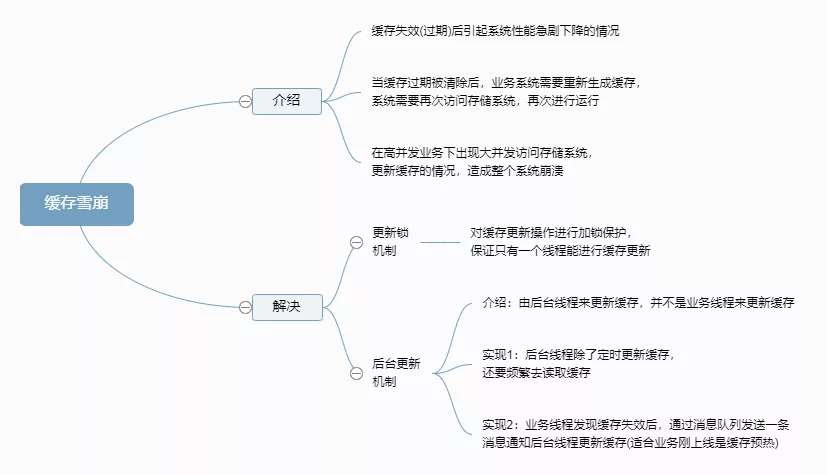 缓存失效(过期)后引起系统性能急剧下降的情况
介绍
当缓存过期被清除后，业务系统需要重新生成缓存，
系统需要再次访问存储系统，再次进行运行
在高并发业务下出现大并发访问存储系统，
更新缓存的情况，造成整个系统崩溃
缓存雪崩
解决
更新锁
机制
对缓存更新操作进行加锁保护，
保证只有一个线程能进行缓存更新
后台更新
机制
介绍：由后台线程来更新缓存，并不是业务线程来更新缓存
实现1：后台线程除了定时更新缓存，
还要频繁去读取缓存
实现2：业务线程发现缓存失效后，通过消息队列发送一条
消息通知后台线程更新缓存(适合业务刚上线是缓存预热)